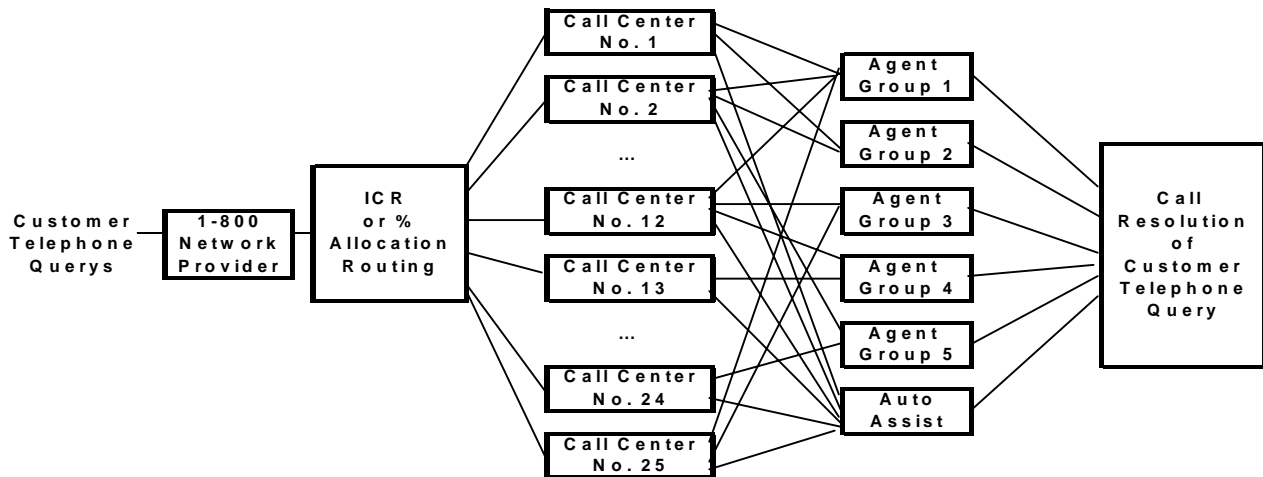 Customer
Telephone
Querys
1-800
Network
Provider
ICR
or %
Allocation
Routing
Call Center
No. 1
Call Center
No. 2
...
Call Center
No. 12
Call Center
No. 13
...
Call Center
No. 24
Call Center
No. 25
Agent
Group 1
Agent
Group 2
Agent
Group 3
Agent
Group 4
Agent
Group 5
Auto
Assist
Call
Resolution
of
Customer
Telephone
Query